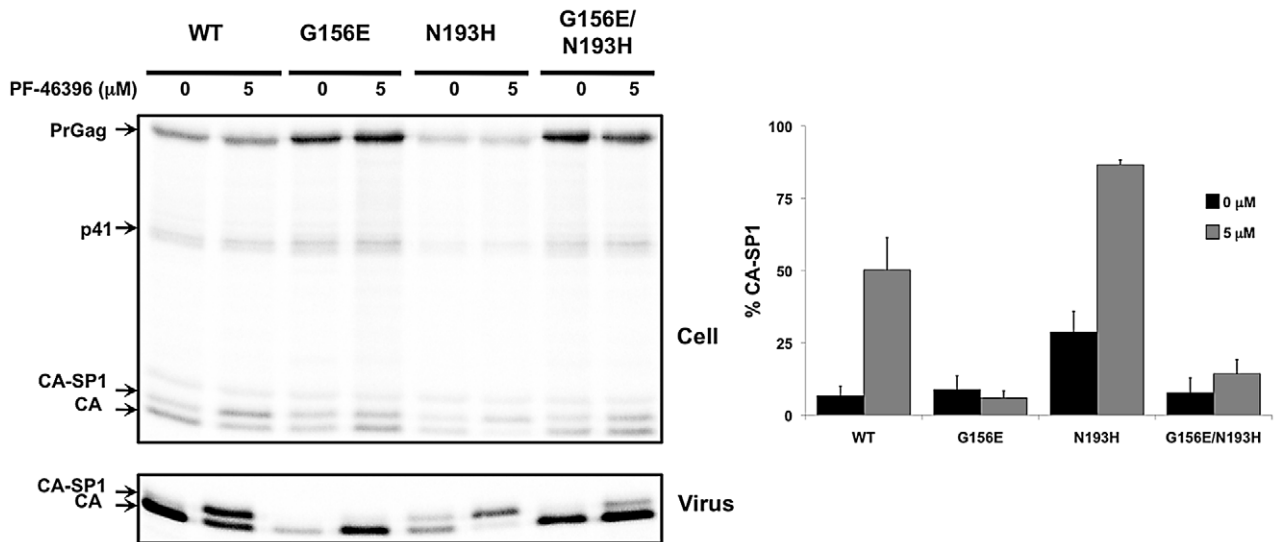 WT G156E N193H G156E/
N193H
PF-46396 (μM) 0 5 0 5 0 5 0 5
PrGag
p41
CA-SP1
CA
Cell
CA-SP1
CA
Virus
% CA-SP1
100
75
50
25
0
WT G156E N193H G156E/N193H
0 μM
5 μM